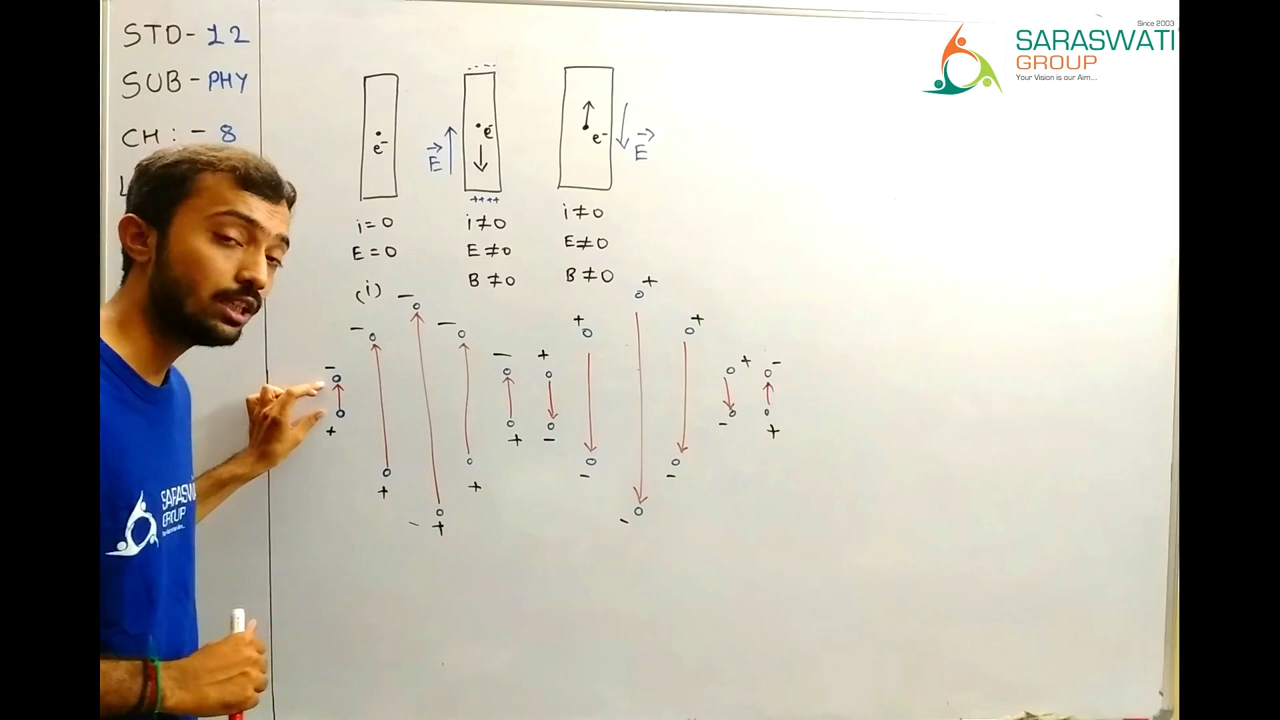 STD-12
SUB-PHY
CH:-8
L
Since 2003
SARASWATI
GROUP
Your Vision is our Aim...
e-
- - - -
e-
E
++++
e-
E
i=0
E=0
(i)
i≠0
E≠0
B≠0
i≠0
E≠0
B≠0
- - - - - + + + + + -
+ + + + + - - - - - +
SARASWA
GROUP